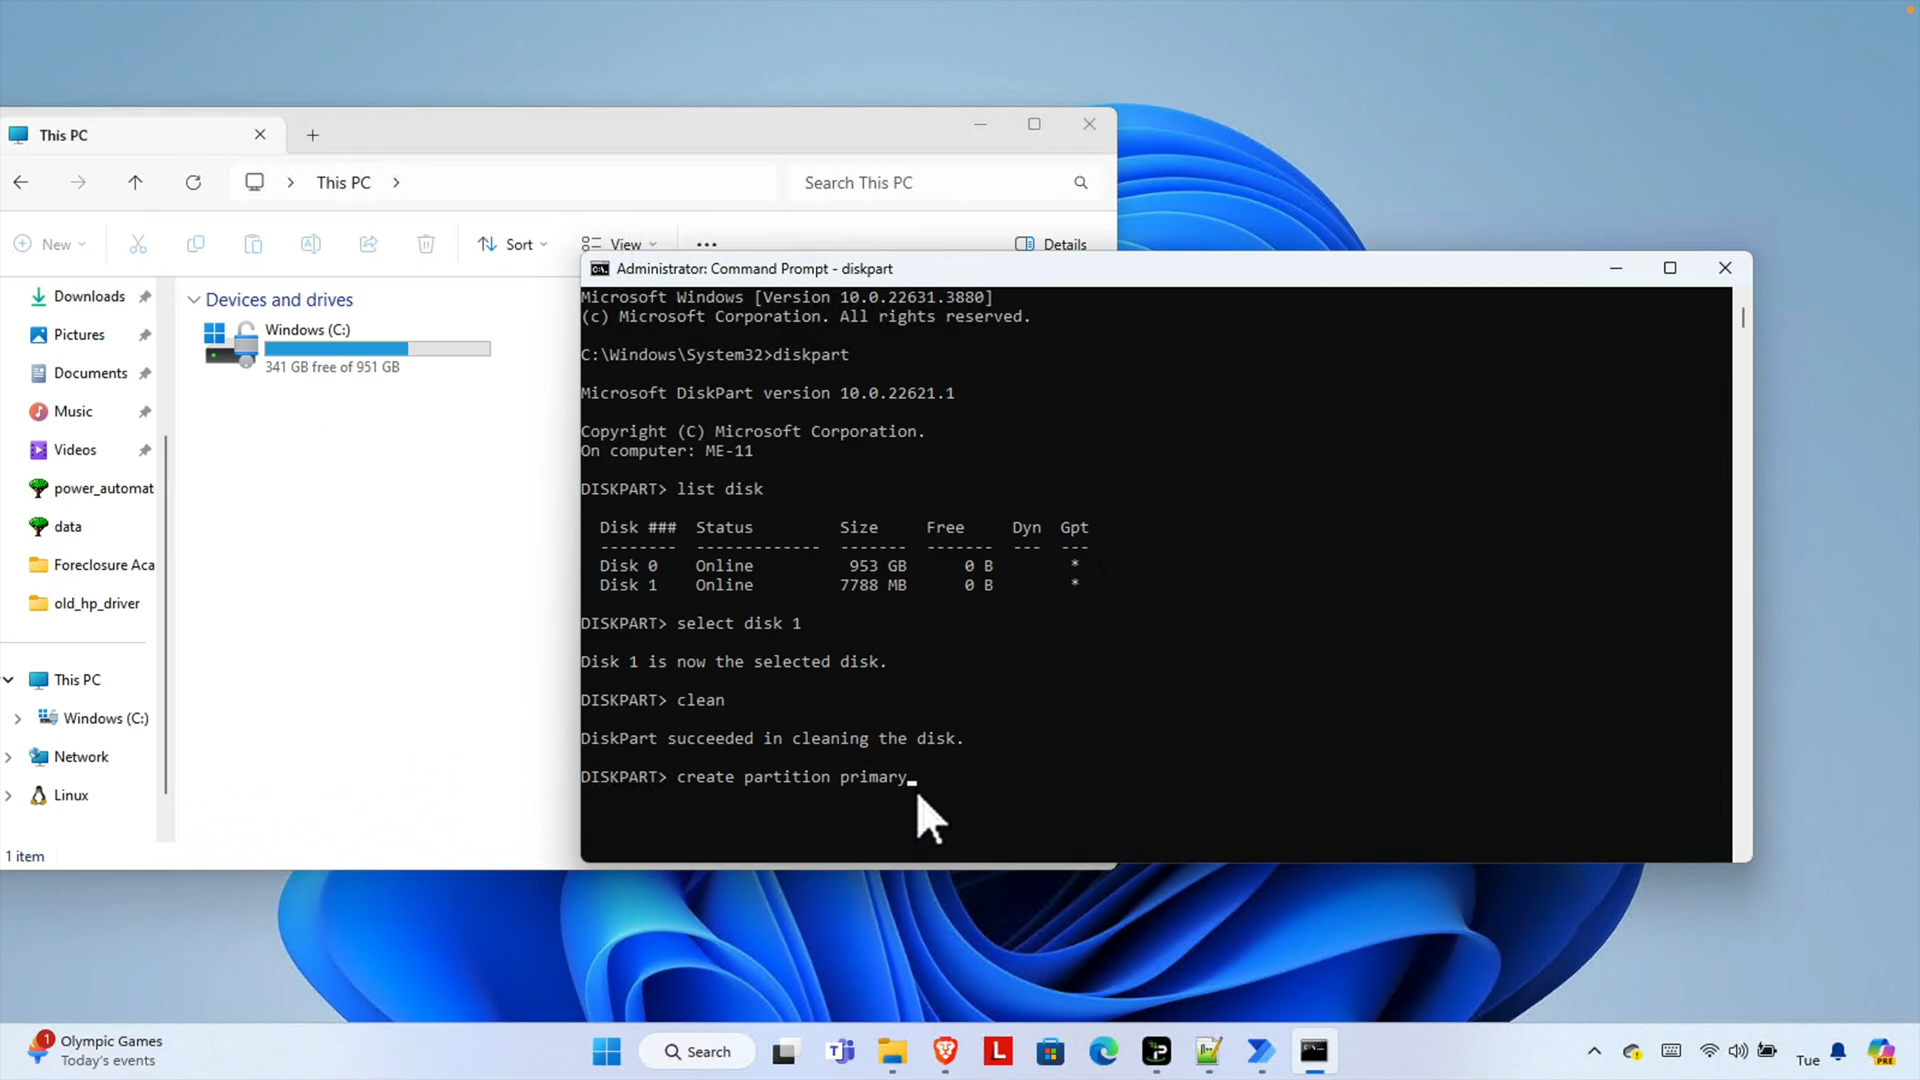 This PC
This PC
Search This PC
New
Sort
View
Details
Downloads
Pictures
Documents
Music
Videos
power_automat
data
Foreclosure Aca
old_hp_driver
This PC
Windows (C:)
Network
Linux
1 item
Devices and drives
Windows (C:)
341 GB free of 951 GB
Administrator: Command Prompt - diskpart
Microsoft Windows [Version 10.0.22631.3880]
(c) Microsoft Corporation. All rights reserved.
C:\Windows\System32>diskpart
Microsoft DiskPart version 10.0.22621.1
Copyright (C) Microsoft Corporation.
On computer: ME-11
DISKPART> list disk
Disk ###  Status         Size     Free     Dyn  Gpt
--------  -------------  -------  -------  ---  ---
Disk 0    Online          953 GB      0 B        *
Disk 1    Online         7788 MB      0 B        *
DISKPART> select disk 1
Disk 1 is now the selected disk.
DISKPART> clean
DiskPart succeeded in cleaning the disk.
DISKPART> create partition primary_
1
Olympic Games
Today's events
Search
L
Tue
PRE